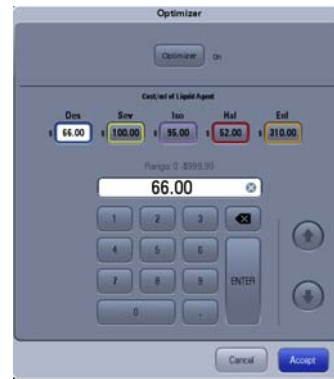 Optimizer
Optimizer On
Cost/ml of Liquid Agent
Des Sev Iso Hal Enf
$ 66.00 $ 100.00 $ 95.00 $ 52.00 $ 310.00
Range: 0 -$999.99
66.00
1 2 3
4 5 6
7 8 9 ENTER
0 .
Cancel Accept